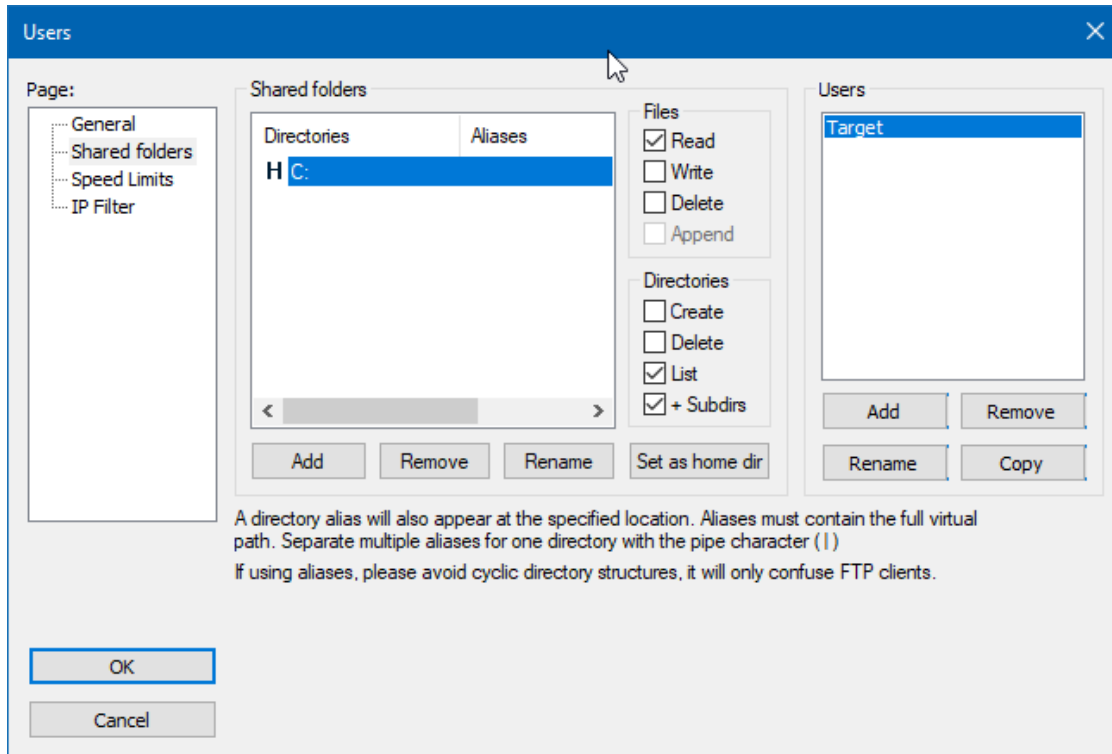 Users
Page:
General
Shared folders
Speed Limits
IP Filter
Shared folders
Directories Aliases
H C:
Add Remove Rename Set as home dir
Files
Read
Write
Delete
Append
Directories
Create
Delete
List
+ Subdirs
Users
Target
Add Remove
Rename Copy
A directory alias will also appear at the specified location. Aliases must contain the full virtual
path. Separate multiple aliases for one directory with the pipe character (|)
If using aliases, please avoid cyclic directory structures, it will only confuse FTP clients.
OK
Cancel